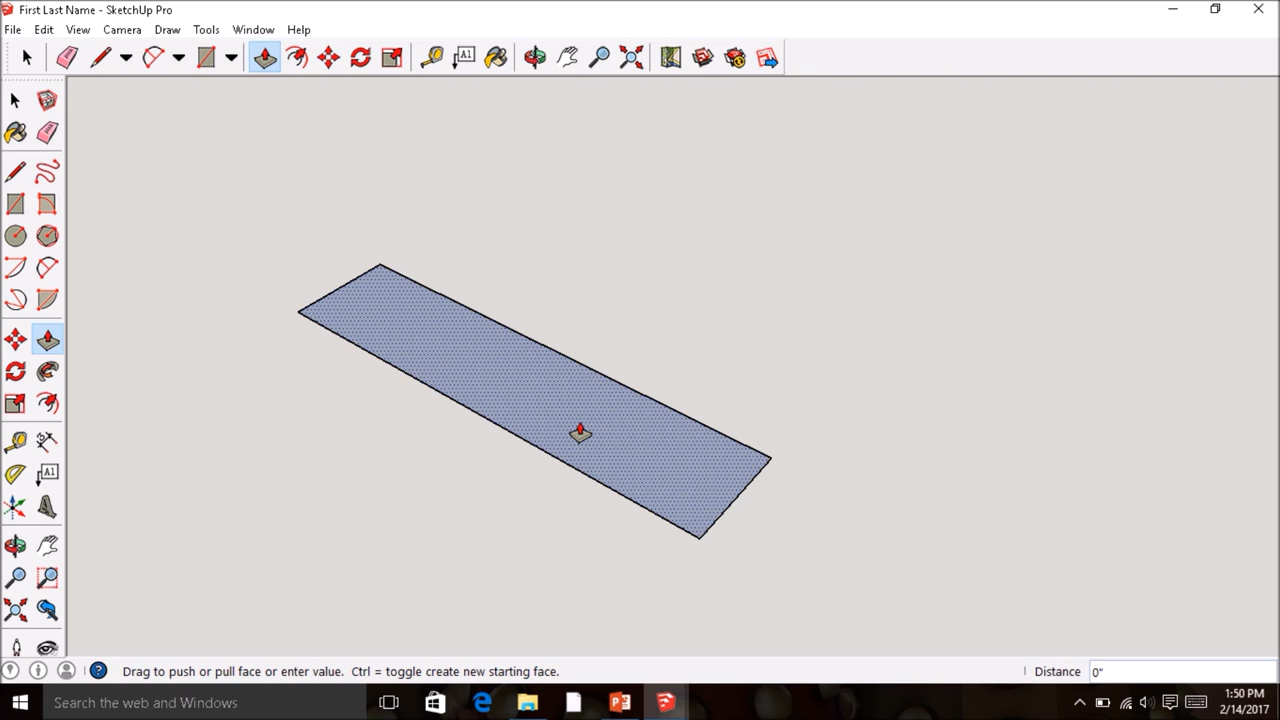 First Last Name - SketchUp Pro
File Edit View Camera Draw Tools Window Help
A1
A1
Drag to push or pull face or enter value. Ctrl = toggle create new starting face.
Distance 0"
Search the web and Windows
1:50 PM
2/14/2017